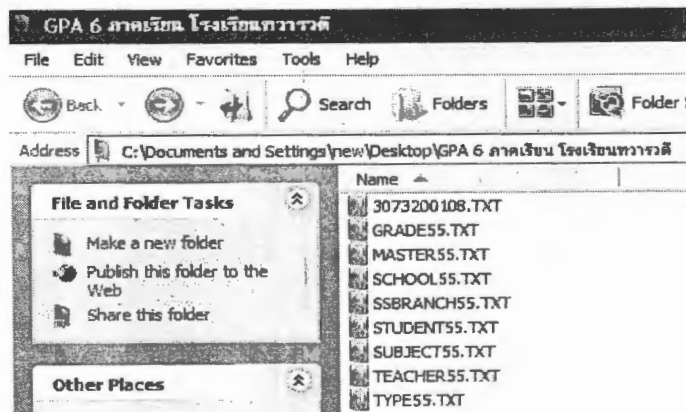 GPA 6 ภาคเรียน โรงเรียนทวารวดี
File Edit View Favorites Tools Help
Back Search Folders Folder
Address C:\Documents and Settings\new\Desktop\GPA 6 ภาคเรียน โรงเรียนทวารวดี
Name
File and Folder Tasks
Make a new folder
Publish this folder to the
Web
Share this folder
Other Places
3073200108.TXT
GRADE55.TXT
MASTER55.TXT
SCHOOL55.TXT
SSBRANCH55.TXT
STUDENT55.TXT
SUBJECT55.TXT
TEACHER55.TXT
TYPE55.TXT